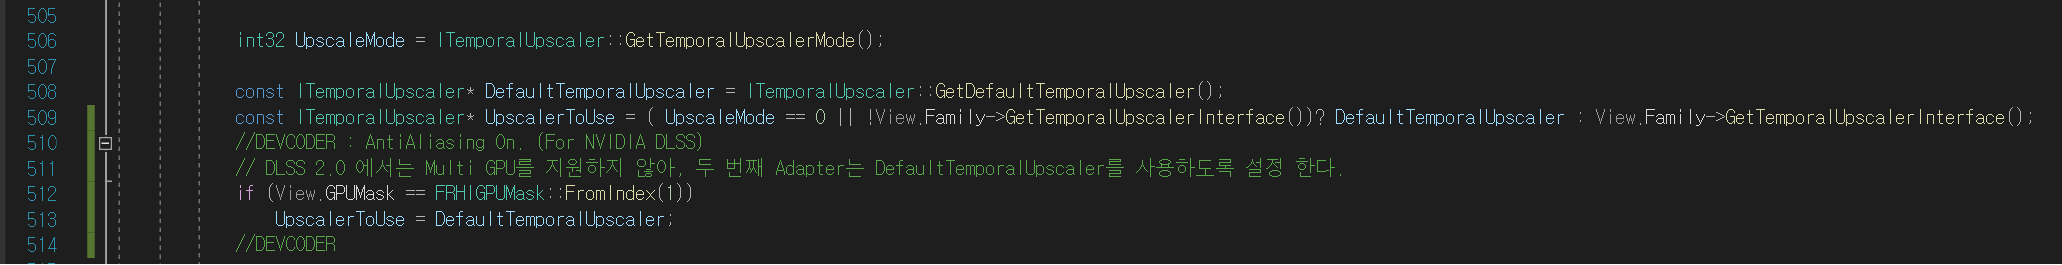 505
506 int32 UpscaleMode = ITemporalUpscaler::GetTemporalUpscalerMode();
507
508 const ITemporalUpscaler* DefaultTemporalUpscaler = ITemporalUpscaler::GetDefaultTemporalUpscaler();
509 const ITemporalUpscaler* UpscalerToUse = ( UpscaleMode == 0 || !View.Family->GetTemporalUpscalerInterface())? DefaultTemporalUpscaler : View.Family->GetTemporalUpscalerInterface();
510 //DEVCODER : AntiAliasing On. (For NVIDIA DLSS)
511 // DLSS 2.0 에서는 Multi GPU를 지원하지 않아, 두 번째 Adapter는 DefaultTemporalUpscaler를 사용하도록 설정 한다.
512 if (View.GPUMask == FRHIGPUMask::FromIndex(1))
513 UpscalerToUse = DefaultTemporalUpscaler;
514 //DEVCODER